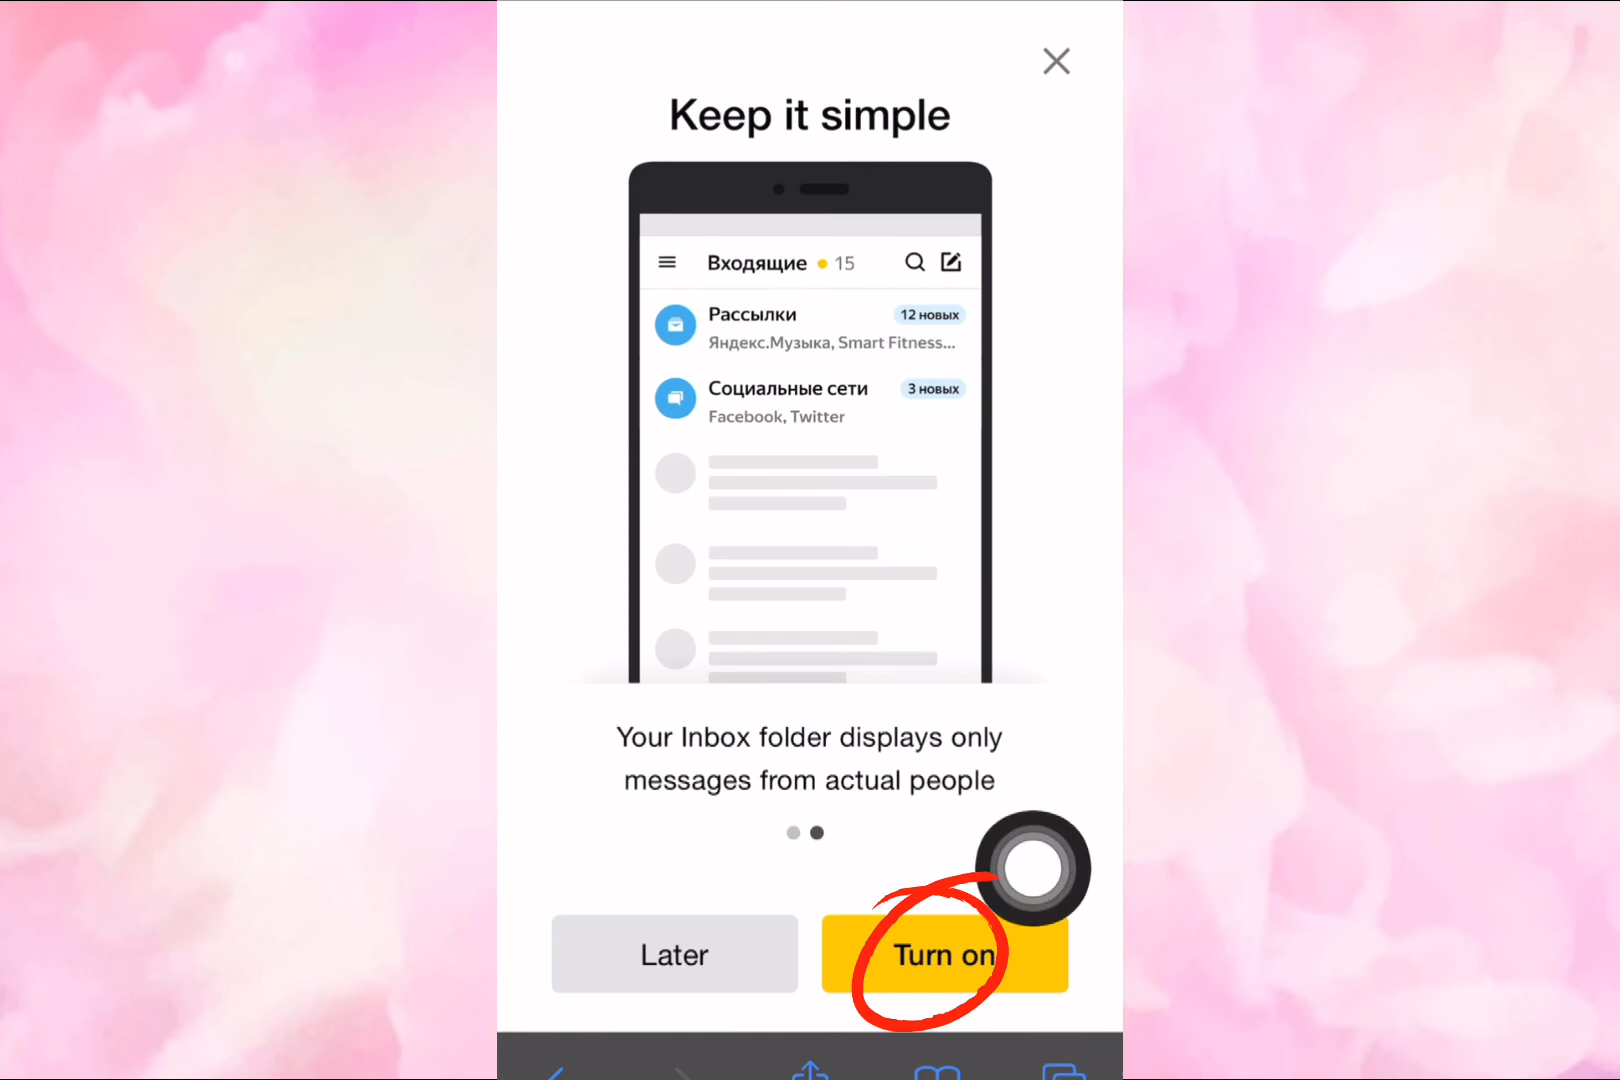 Keep it simple
Входящие 15
Рассылки 12 новых
Яндекс.Музыка, Smart Fitness...
Социальные сети 3 новых
Facebook, Twitter
Your Inbox folder displays only
messages from actual people
Later
Turn on